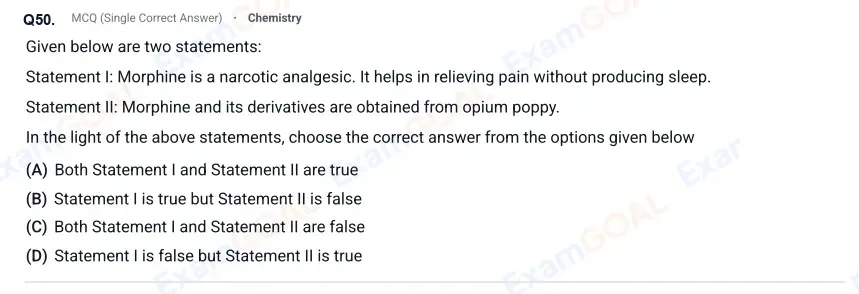 Q50. MCQ (Single Correct Answer) · Chemistry
Given below are two statements:
Statement I: Morphine is a narcotic analgesic. It helps in relieving pain without producing sleep.
Statement II: Morphine and its derivatives are obtained from opium poppy.
In the light of the above statements, choose the correct answer from the options given below
(A) Both Statement I and Statement II are true
(B) Statement I is true but Statement II is false
(C) Both Statement I and Statement II are false
(D) Statement I is false but Statement II is true
ExamGOAL